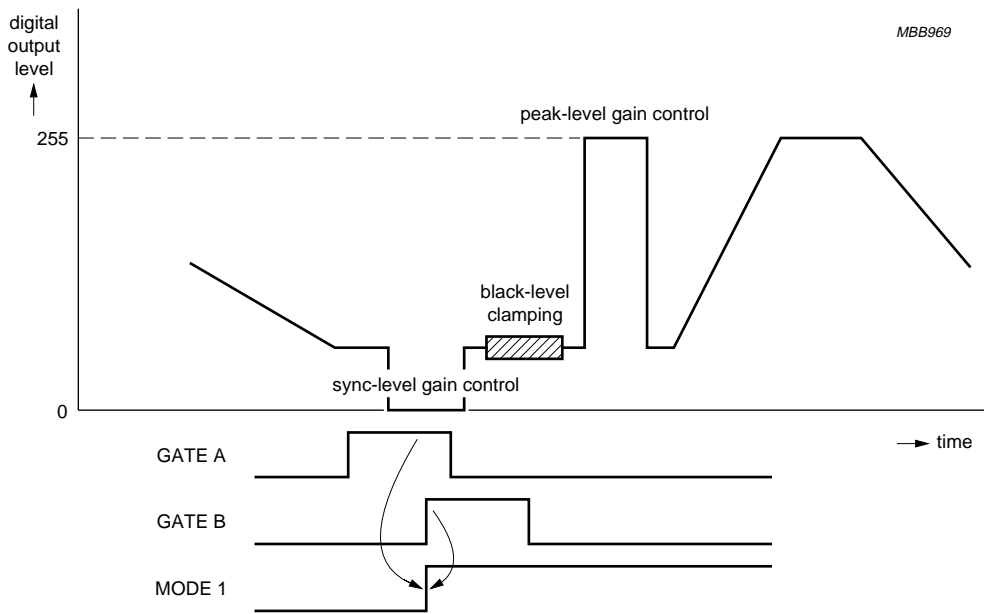 digital
output
level
MBB969
peak-level gain control
255
black-level
clamping
sync-level gain control
0
time
GATE A
GATE B
MODE 1